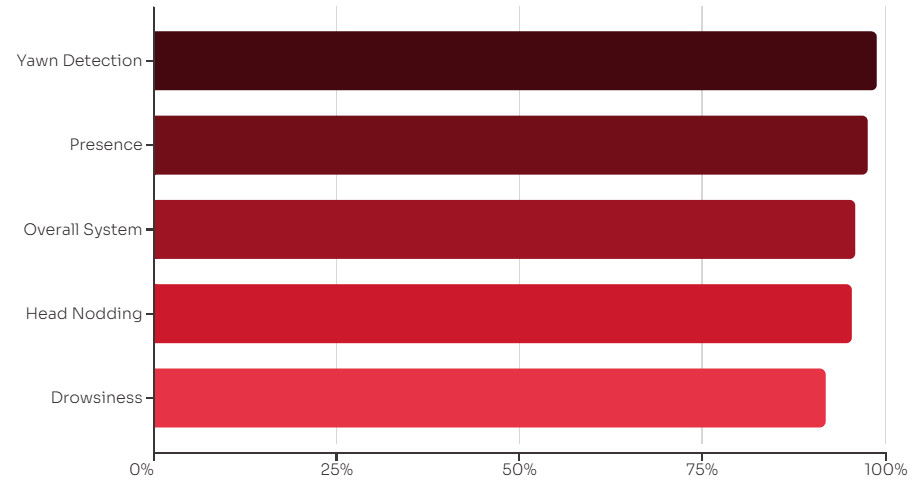 Yawn Detection
Presence
Overall System
Head Nodding
Drowsiness
0% 25% 50% 75% 100%